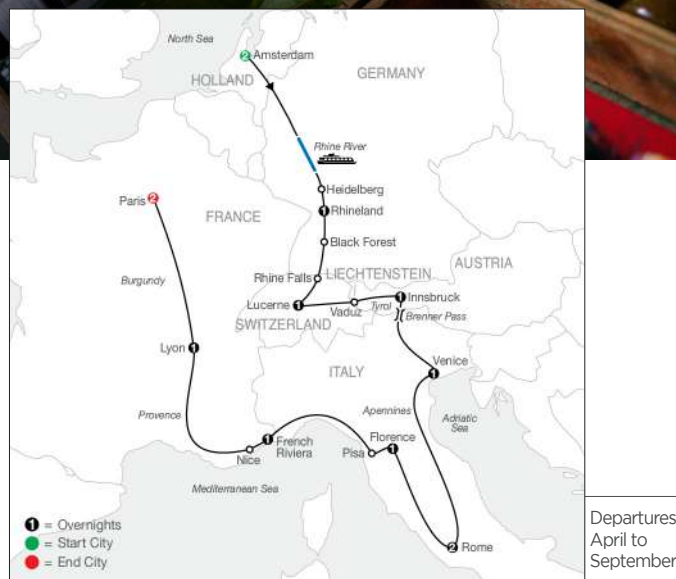 North Sea
2 Amsterdam
HOLLAND
GERMANY
Rhine River
Heidelberg
Paris 2
1 Rhineland
FRANCE
Black Forest
AUSTRIA
Rhine Falls
LIECHTENSTEIN
Burgundy
1 Innsbruck
Lucerne 1
Vaduz
Tyrol
Brenner Pass
SWITZERLAND
Lyon 1
Venice
1
ITALY
Provence
Apennines
Adriatic
Sea
Florence
1
1 French
Riviera
Nice
Pisa
Mediterranean Sea
1 = Overnights
= Start City
= End City
2 Rome
Departures
April to
September